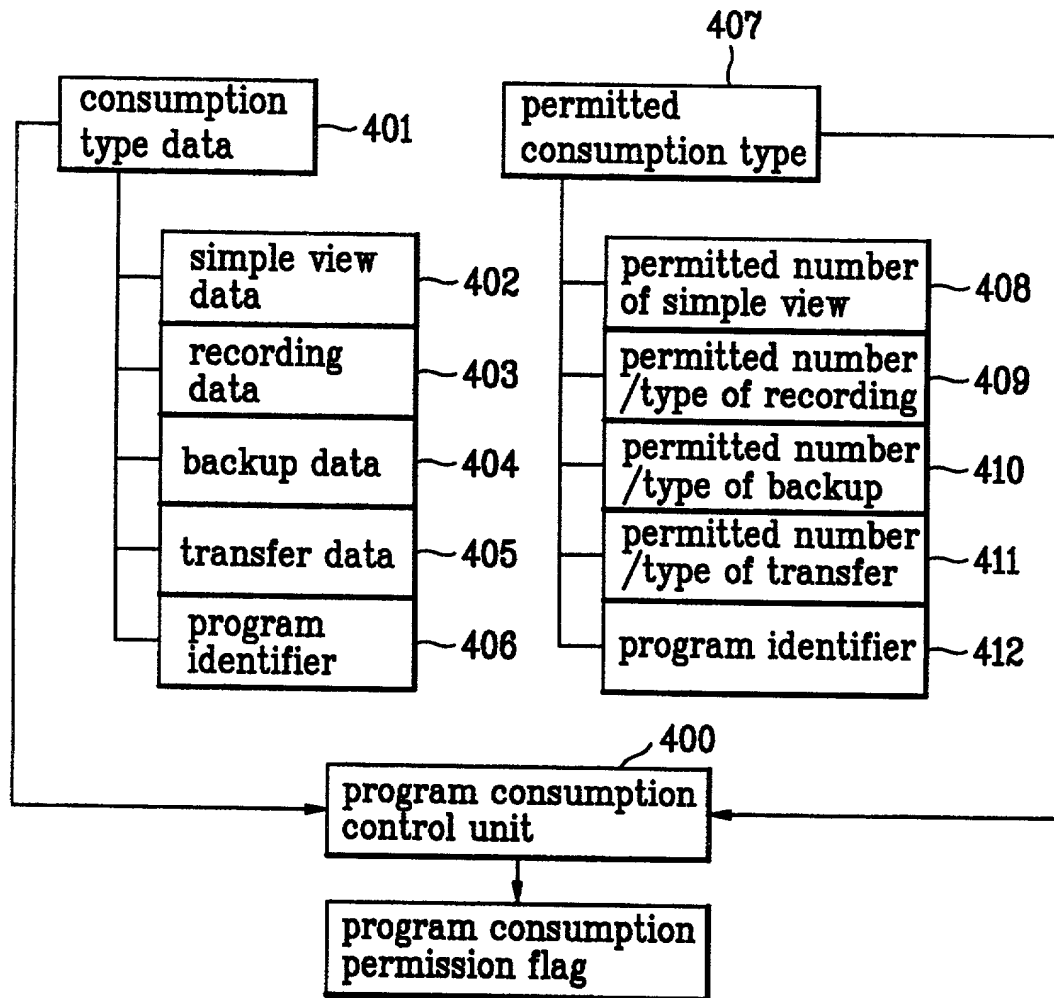 407
consumption
type data
401
permitted
consumption type
simple view
data
402
recording
data
403
backup data
404
transfer data
405
program
identifier
406
permitted number
of simple view
408
permitted number
/type of recording
409
permitted number
/type of backup
410
permitted number
/type of transfer
411
program identifier
412
400
program consumption
control unit
program consumption
permission flag